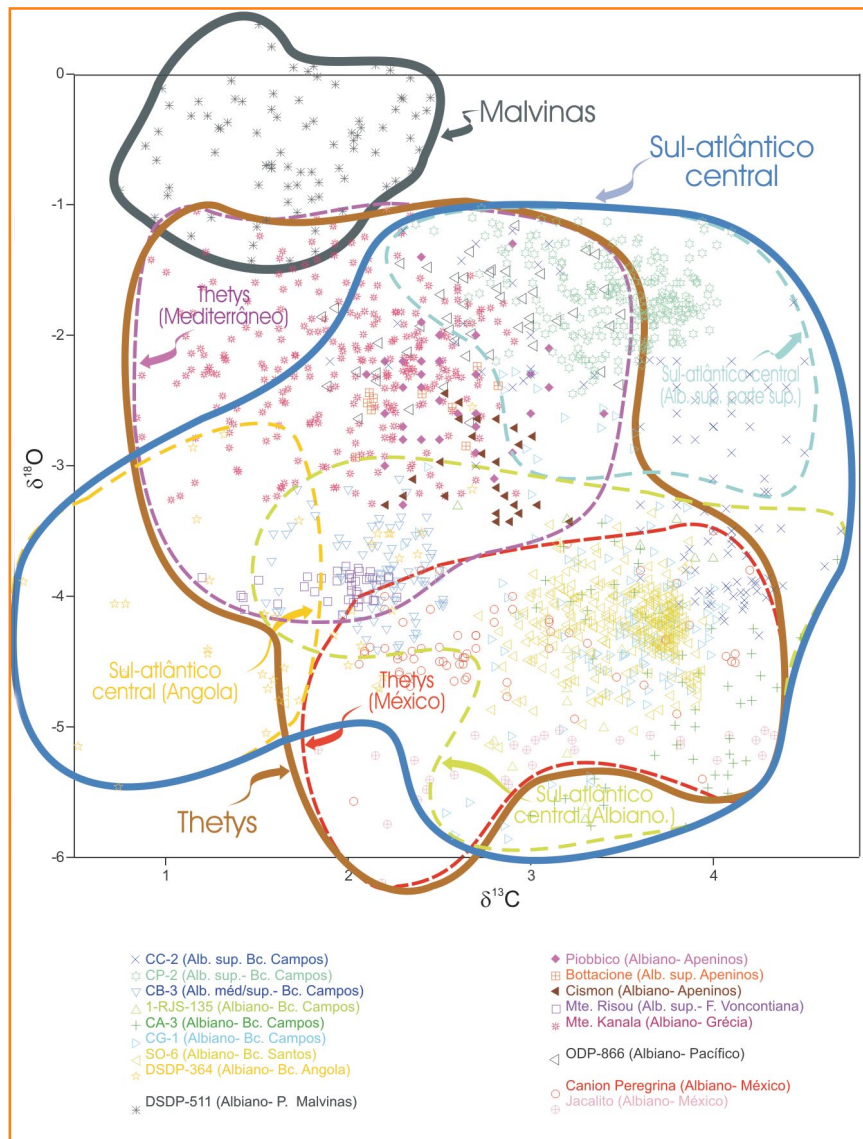 0
-1
-2
-3
-4
-5
-6
δ18O
1
2
3
4
δ13C
Malvinas
Sul-atlântico
central
Thetys
(Mediterrâneo)
Sul-atlântico central
(Alb. sup. parte sup.)
Sul-atlântico
central (Angola)
Thetys
(México)
Thetys
Sul-atlântico
central (Albiano.)
CC-2 (Alb. sup. Bc. Campos)
CP-2 (Alb. sup.- Bc. Campos)
CB-3 (Alb. méd/sup.- Bc. Campos)
1-RJS-135 (Albiano- Bc. Campos)
CA-3 (Albiano- Bc. Campos)
CG-1 (Albiano- Bc. Campos)
SO-6 (Albiano- Bc. Santos)
DSDP-364 (Albiano- Bc. Angola)
DSDP-511 (Albiano- P. Malvinas)
Piobbico (Albiano- Apeninos)
Bottacione (Alb. sup. Apeninos)
Cismon (Albiano- Apeninos)
Mte. Risou (Alb. sup.- F. Voncontiana)
Mte. Kanala (Albiano- Grécia)
ODP-866 (Albiano- Pacífico)
Canion Peregrina (Albiano- México)
Jacalito (Albiano- México)